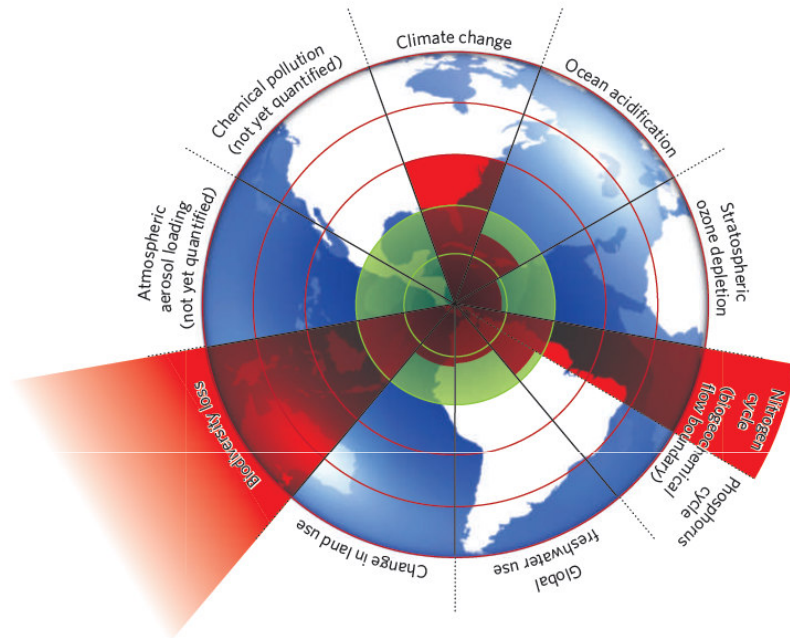 Climate change
Ocean acidification
Stratospheric
ozone depletion
Nitrogen
cycle
(biogeochemical
flow boundary)
Phosphorus
cycle
Global
freshwater use
Change in land use
Biodiversity loss
Atmospheric
aerosol loading
(not yet quantified)
Chemical pollution
(not yet quantified)